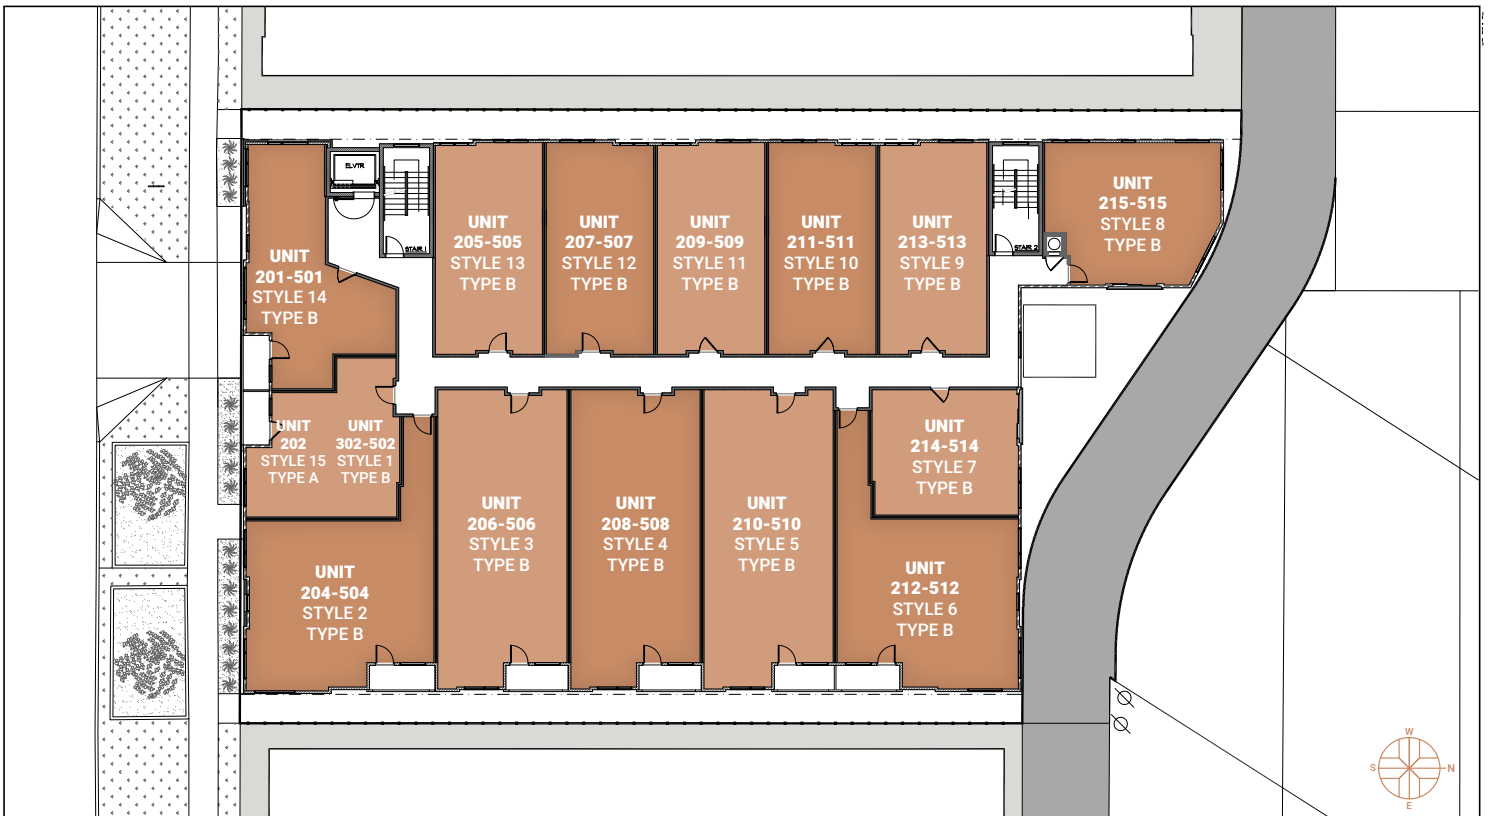 ELVTR
STAIR 1
STAIR 2
UNIT
201-501
STYLE 14
TYPE B
UNIT
205-505
STYLE 13
TYPE B
UNIT
207-507
STYLE 12
TYPE B
UNIT
209-509
STYLE 11
TYPE B
UNIT
211-511
STYLE 10
TYPE B
UNIT
213-513
STYLE 9
TYPE B
UNIT
215-515
STYLE 8
TYPE B
UNIT
202
STYLE 15
TYPE A
UNIT
302-502
STYLE 1
TYPE B
UNIT
204-504
STYLE 2
TYPE B
UNIT
206-506
STYLE 3
TYPE B
UNIT
208-508
STYLE 4
TYPE B
UNIT
210-510
STYLE 5
TYPE B
UNIT
214-514
STYLE 7
TYPE B
UNIT
212-512
STYLE 6
TYPE B
W
S
N
E